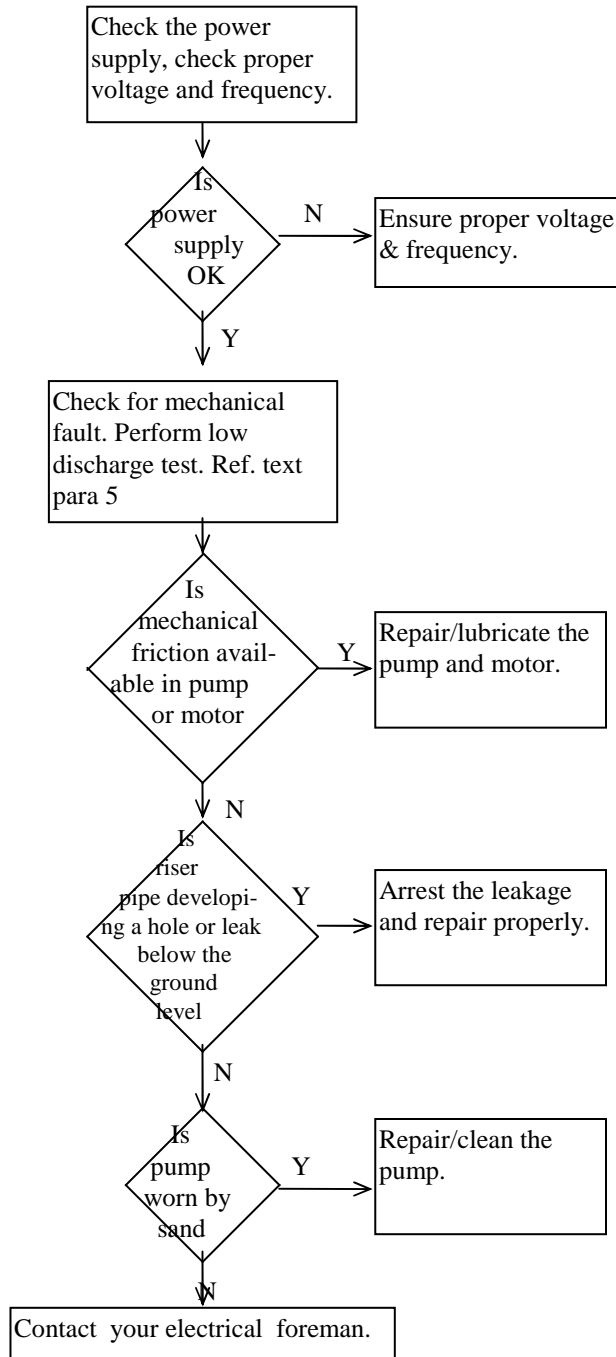 Check the power
supply, check proper
voltage and frequency.
Is
power
supply
OK
N
Ensure proper voltage
& frequency.
Y
Check for mechanical
fault. Perform low
discharge test. Ref. text
para 5
Is
mechanical
friction avail-
able in pump
or motor
Y
Repair/lubricate the
pump and motor.
N
Is
riser
pipe developi-
ng a hole or leak
below the
ground
level
Y
Arrest the leakage
and repair properly.
N
Is
pump
worn by
sand
Y
Repair/clean the
pump.
N
Contact your electrical foreman.